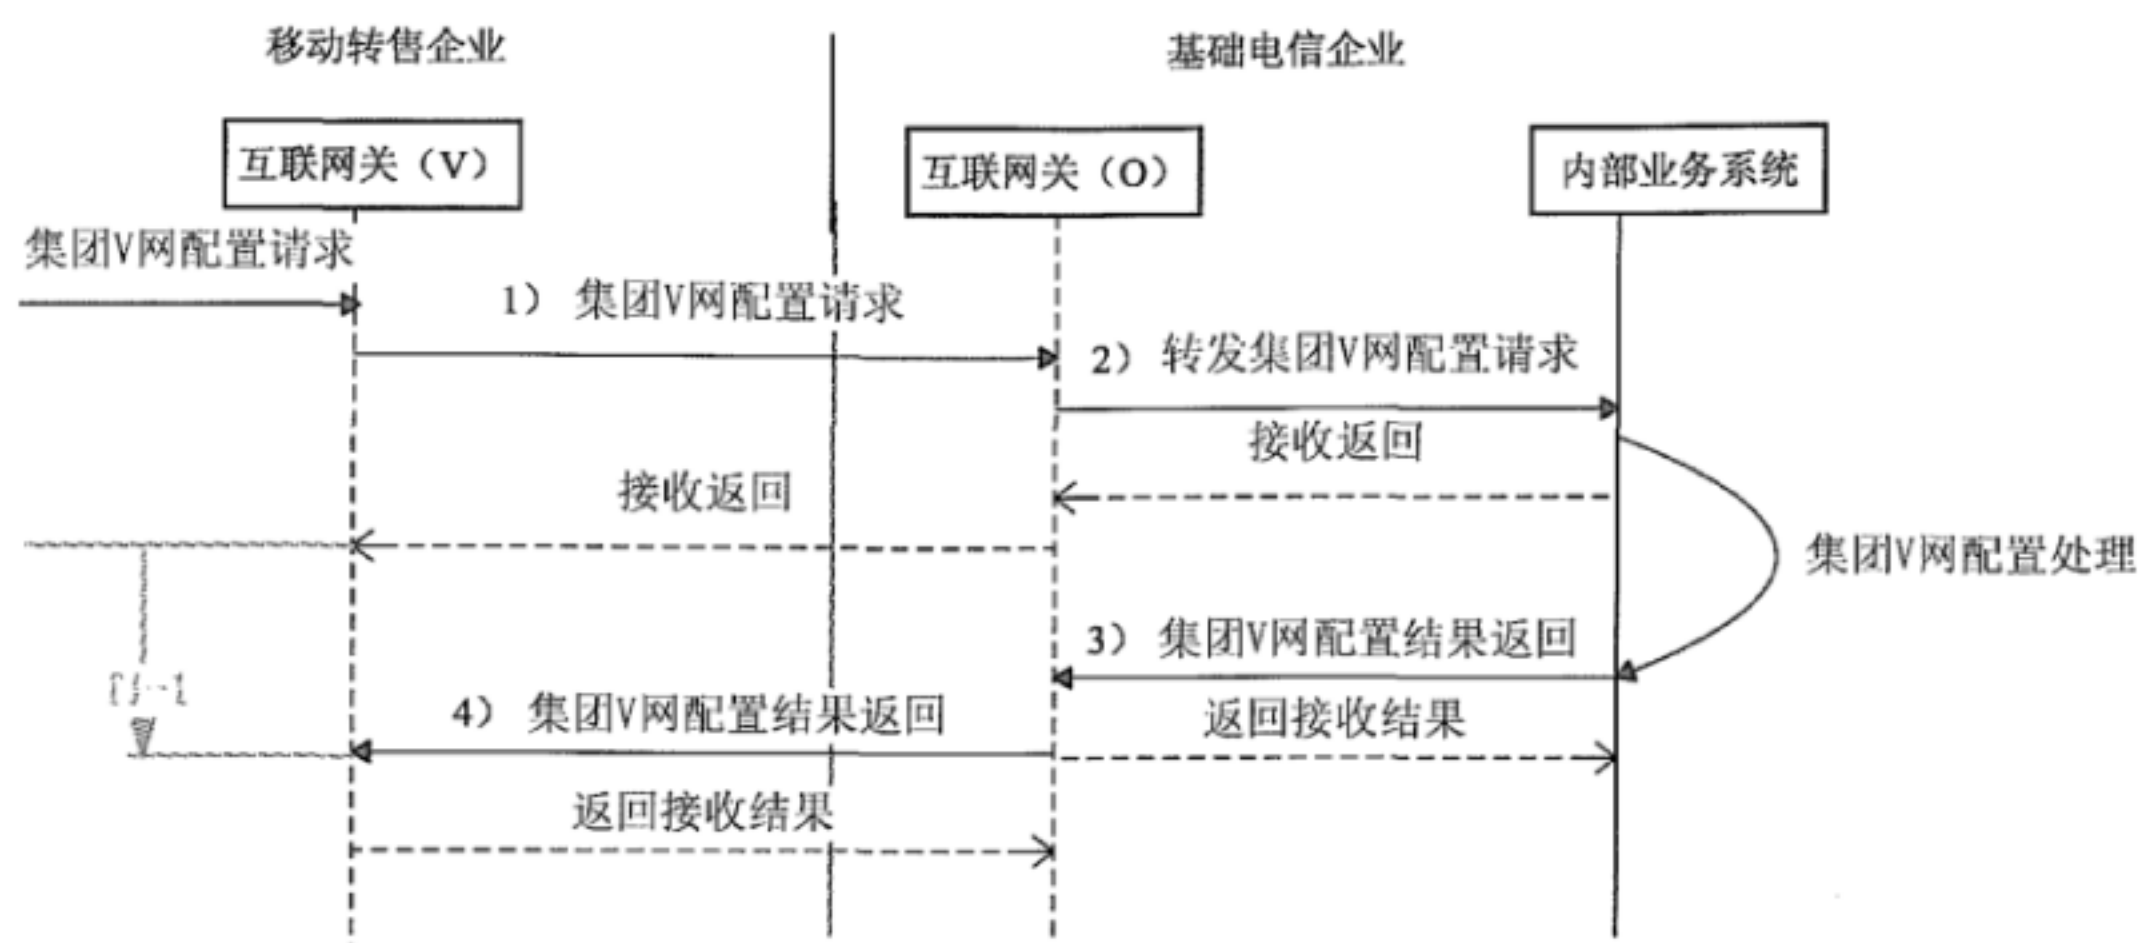 移动转售企业
基础电信企业
互联网关（V）
互联网关（O）
内部业务系统
集团V网配置请求
1） 集团V网配置请求
2） 转发集团V网配置请求
接收返回
接收返回
集团V网配置处理
3） 集团V网配置结果返回
4） 集团V网配置结果返回
返回接收结果
返回接收结果